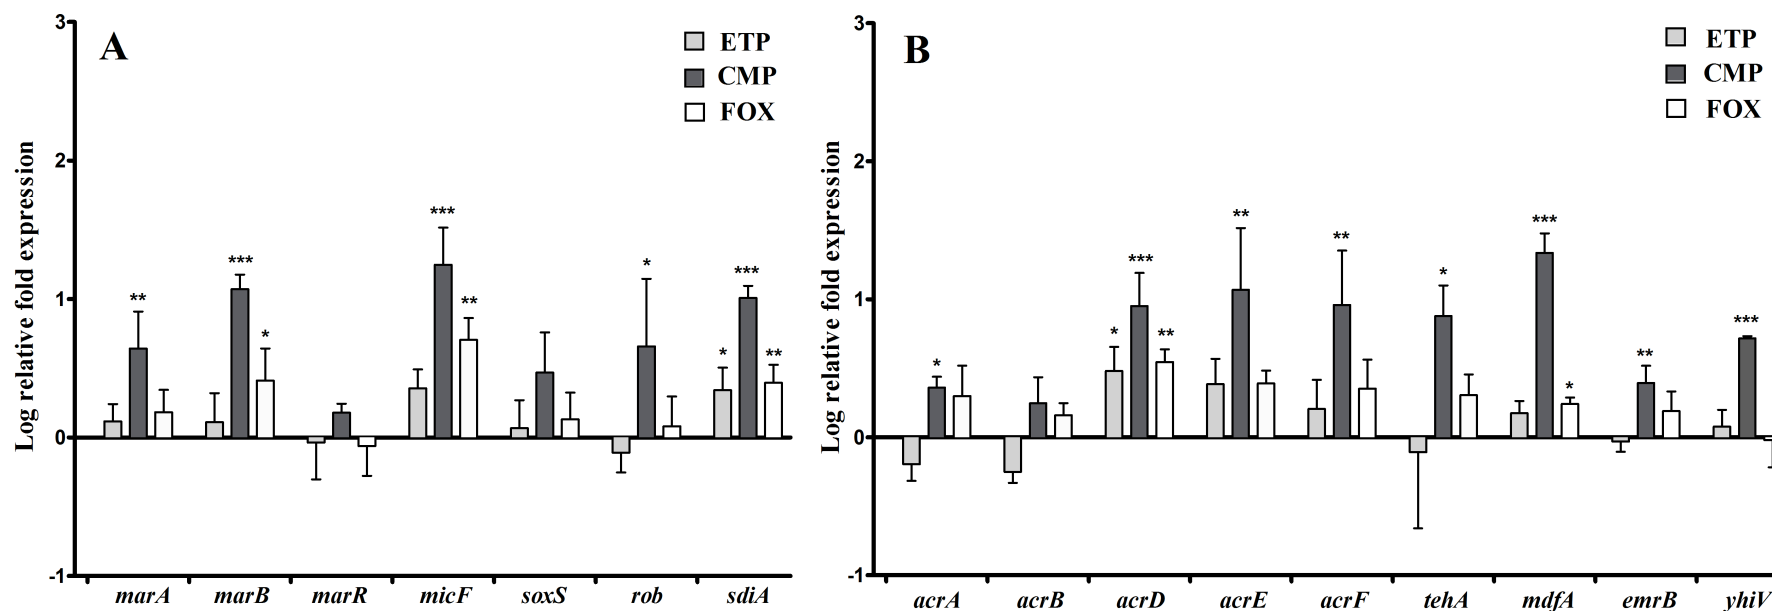 A
ETP
CMP
FOX
Log relative fold expression
3
2
1
0
-1
** *** * *** ** * * *** **
marA marB marR micF soxS rob sdiA
B
ETP
CMP
FOX
Log relative fold expression
3
2
1
0
-1
* * *** ** ** ** * *** * ** ***
acrA acrB acrD acrE acrF tehA mdfA emrB yhiV